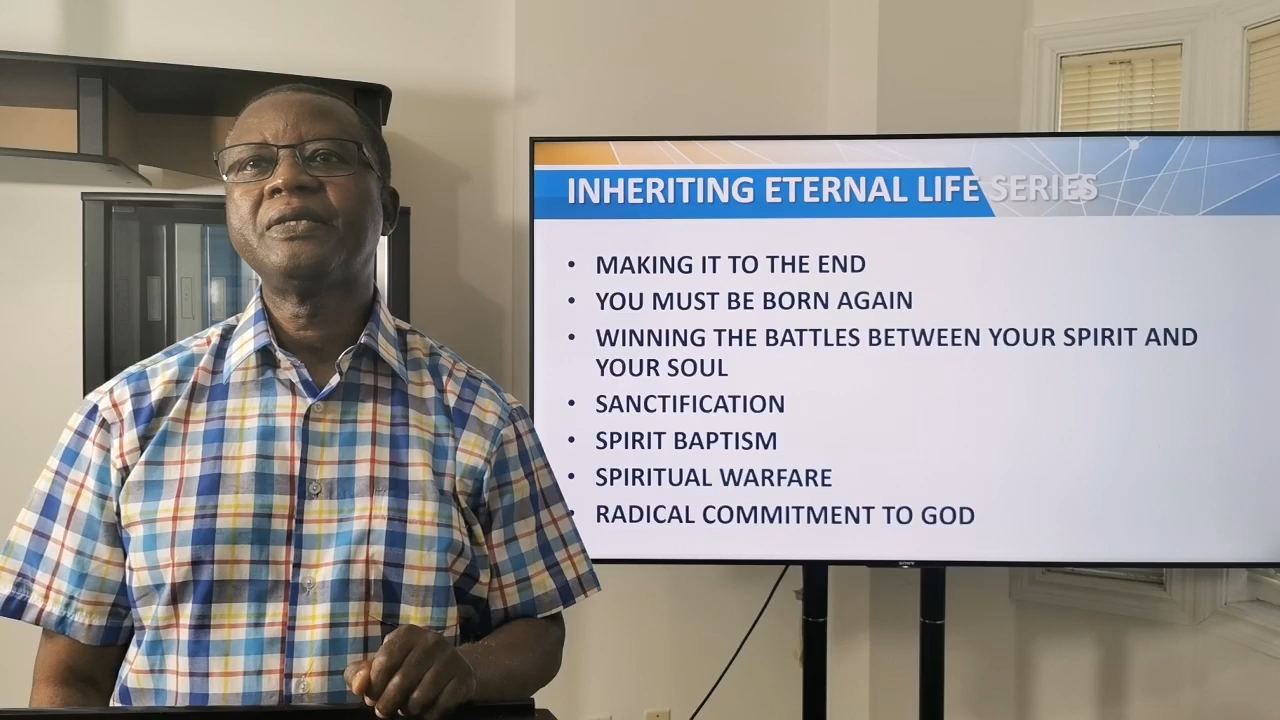 INHERITING ETERNAL LIFE SERIES
• MAKING IT TO THE END
• YOU MUST BE BORN AGAIN
• WINNING THE BATTLES BETWEEN YOUR SPIRIT AND
YOUR SOUL
• SANCTIFICATION
• SPIRIT BAPTISM
• SPIRITUAL WARFARE
• RADICAL COMMITMENT TO GOD
SONY